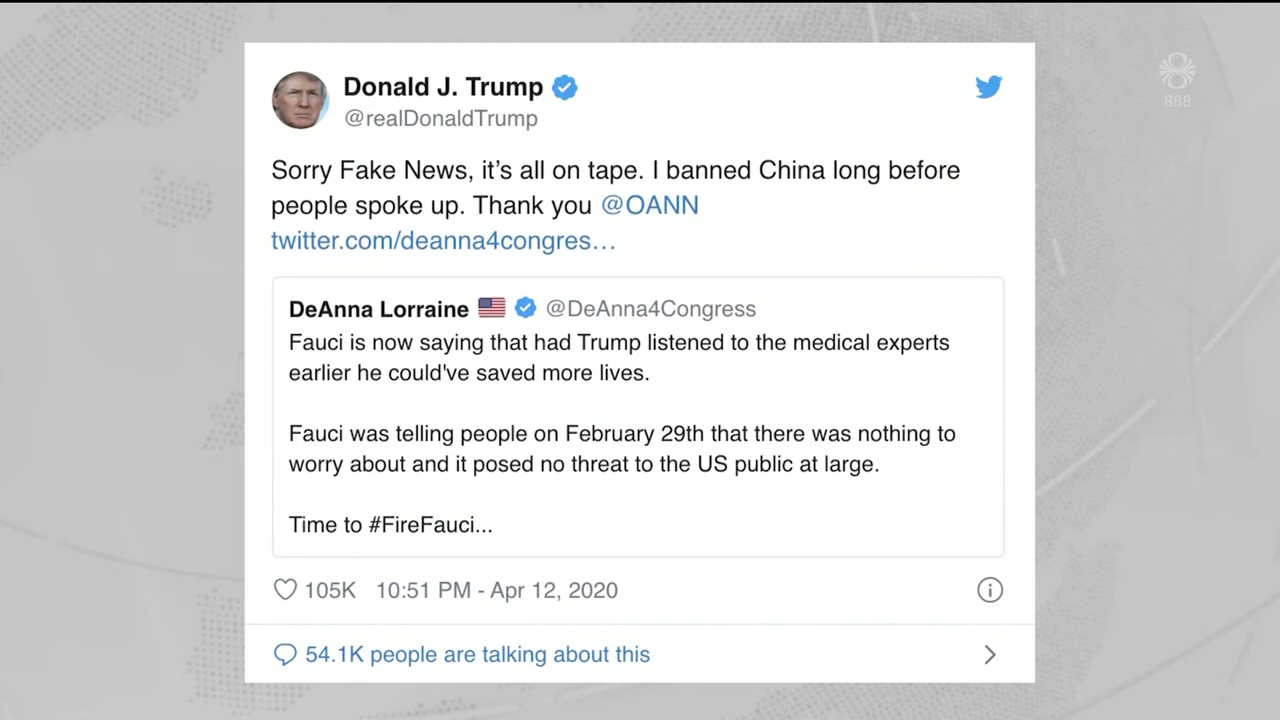 Donald J. Trump
@realDonaldTrump
888
Sorry Fake News, it’s all on tape. I banned China long before
people spoke up. Thank you @OANN
twitter.com/deanna4congres…
DeAnna Lorraine 🇺🇸 @DeAnna4Congress
Fauci is now saying that had Trump listened to the medical experts
earlier he could've saved more lives.
Fauci was telling people on February 29th that there was nothing to
worry about and it posed no threat to the US public at large.
Time to #FireFauci...
105K 10:51 PM - Apr 12, 2020
54.1K people are talking about this